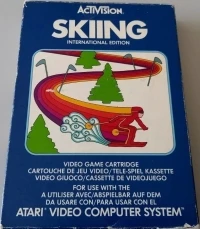 ACTIVISION
SKIING
INTERNATIONAL EDITION
VIDEO GAME CARTRIDGE
CARTOUCHE DE JEU VIDEO/TELE-SPIEL KASSETTE
VIDEO GIUOCO/CASSETTE DE VIDEOJUEGO
FOR USE WITH THE
A UTILISER AVEC/ABSPIELBAR AUF DEM
DA USARE CON/PARA USAR CON EL
ATARI® VIDEO COMPUTER SYSTEM®